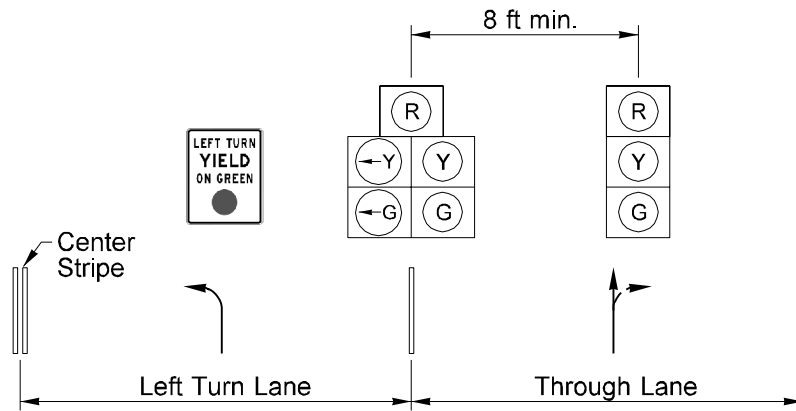 8 ft min.
R
R
LEFT TURN
YIELD
ON GREEN
Y
Y
Y
G
G
G
Center
Stripe
Left Turn Lane
Through Lane